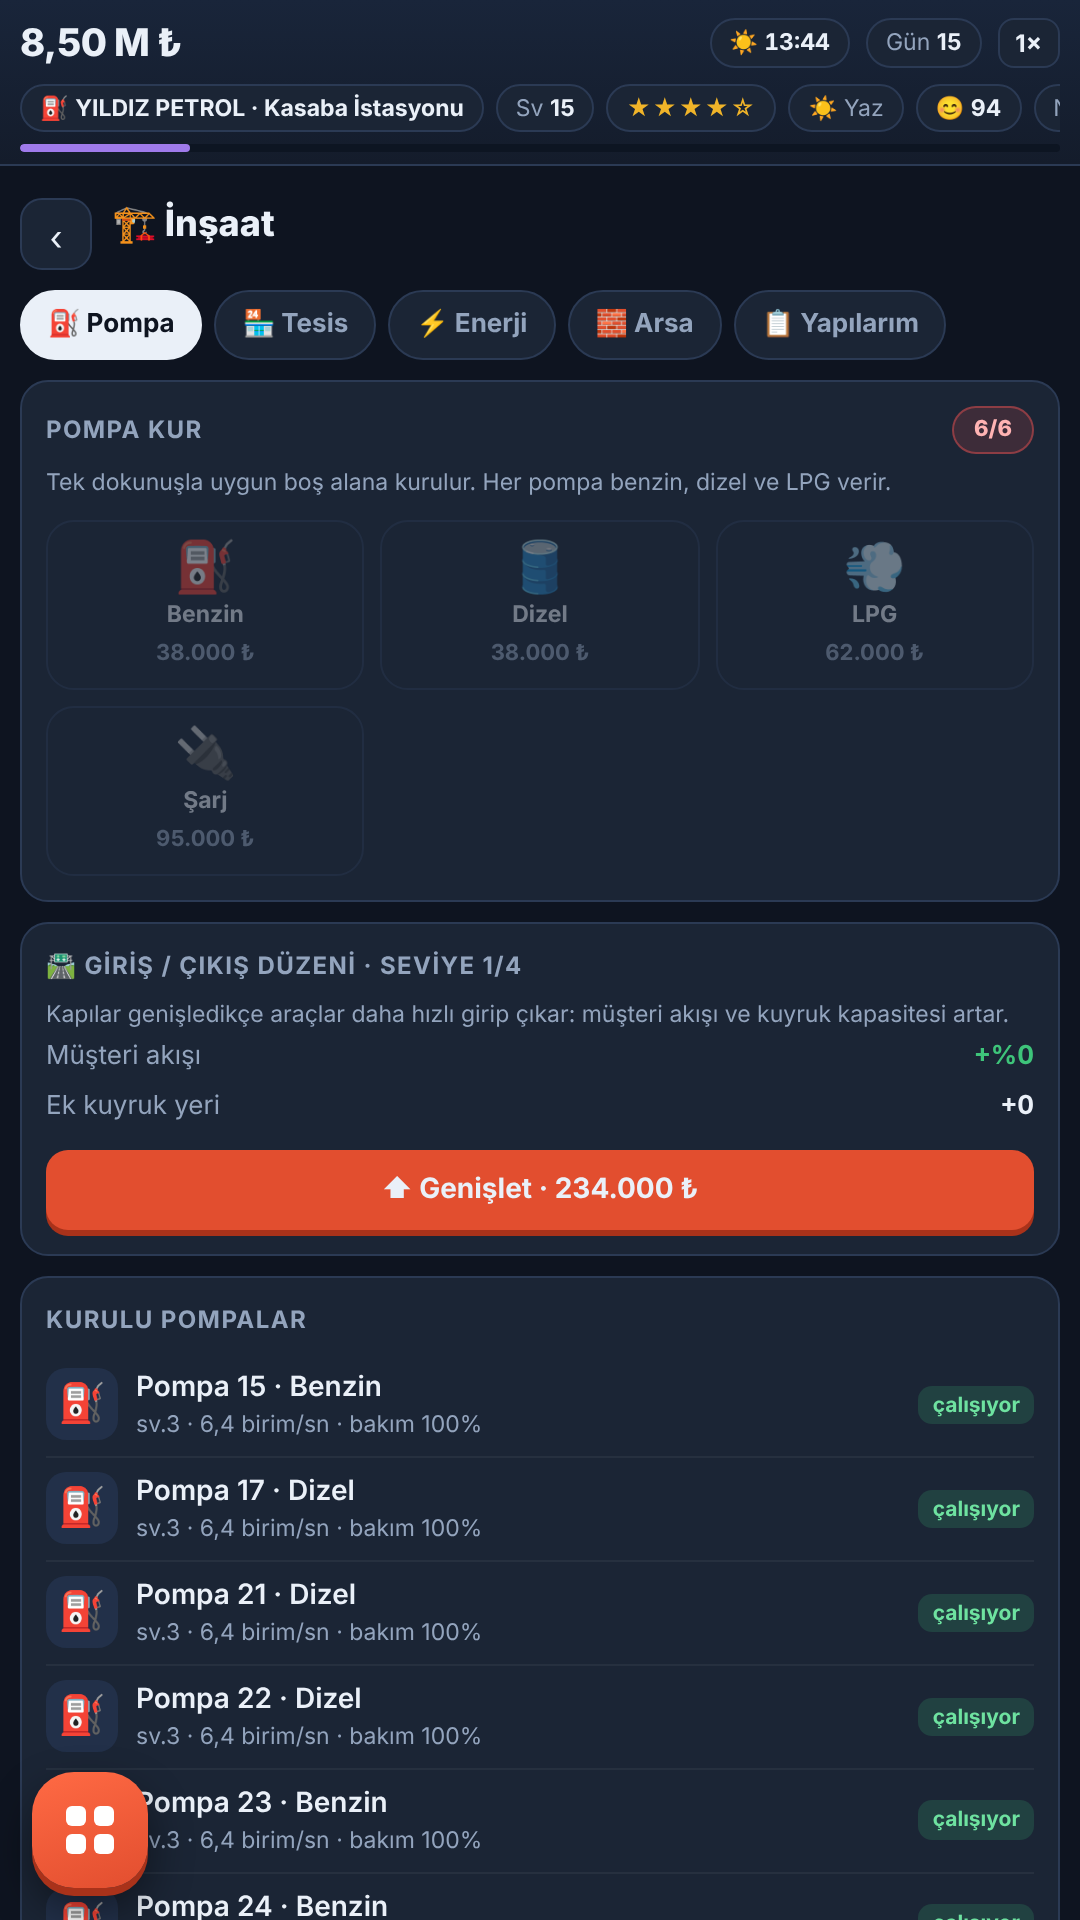 8,50 M ₺
☀️ 13:44
Gün 15
1×
⛽ YILDIZ PETROL · Kasaba İstasyonu
Sv 15
★★★★☆
☀️ Yaz
😊 94
‹
🏗️ İnşaat
⛽ Pompa
🏪 Tesis
⚡ Enerji
🧱 Arsa
📋 Yapılarım
POMPA KUR
6/6
Tek dokunuşla uygun boş alana kurulur. Her pompa benzin, dizel ve LPG verir.
Benzin
38.000 ₺
Dizel
38.000 ₺
LPG
62.000 ₺
Şarj
95.000 ₺
🛣️ GİRİŞ / ÇIKIŞ DÜZENİ · SEVİYE 1/4
Kapılar genişledikçe araçlar daha hızlı girip çıkar: müşteri akışı ve kuyruk kapasitesi artar.
Müşteri akışı
+%0
Ek kuyruk yeri
+0
⬆ Genişlet · 234.000 ₺
KURULU POMPALAR
Pompa 15 · Benzin
sv.3 · 6,4 birim/sn · bakım 100%
çalışıyor
Pompa 17 · Dizel
sv.3 · 6,4 birim/sn · bakım 100%
çalışıyor
Pompa 21 · Dizel
sv.3 · 6,4 birim/sn · bakım 100%
çalışıyor
Pompa 22 · Dizel
sv.3 · 6,4 birim/sn · bakım 100%
çalışıyor
Pompa 23 · Benzin
sv.3 · 6,4 birim/sn · bakım 100%
çalışıyor
Pompa 24 · Benzin